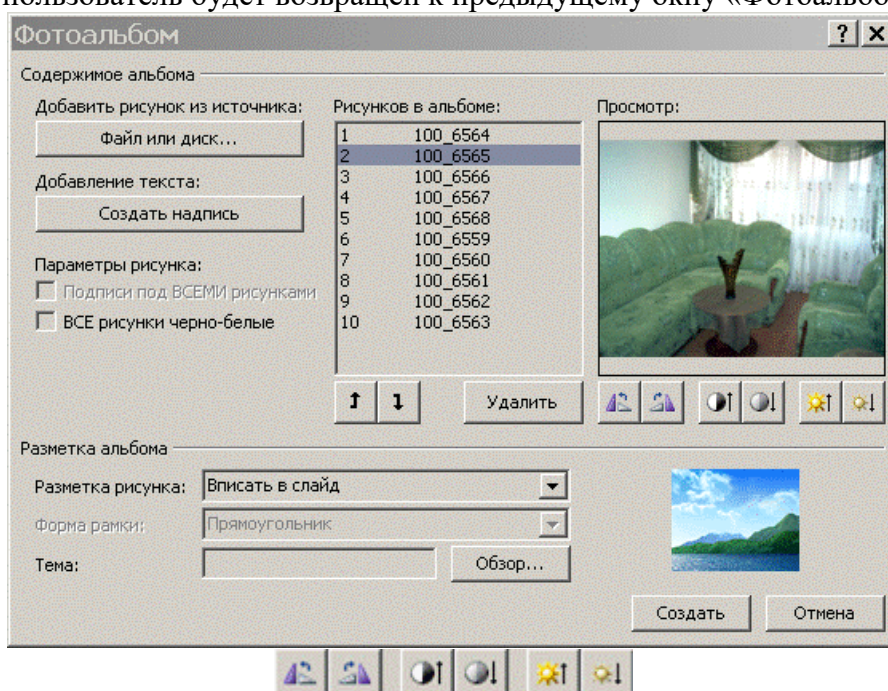 пользователь будет возвращен к предыдущему окну «Фотоальбо
Фотоальбом
Содержимое альбома
Добавить рисунок из источника:
Файл или диск...
Добавление текста:
Создать надпись
Параметры рисунка:
Подписи под ВСЕМИ рисунками
ВСЕ рисунки черно-белые
Рисунков в альбоме:
1 100_6564
2 100_6565
3 100_6566
4 100_6567
5 100_6568
6 100_6559
7 100_6560
8 100_6561
9 100_6562
10 100_6563
Удалить
Просмотр:
Разметка альбома
Разметка рисунка: Вписать в слайд
Форма рамки: Прямоугольник
Тема: Обзор...
Создать Отмена